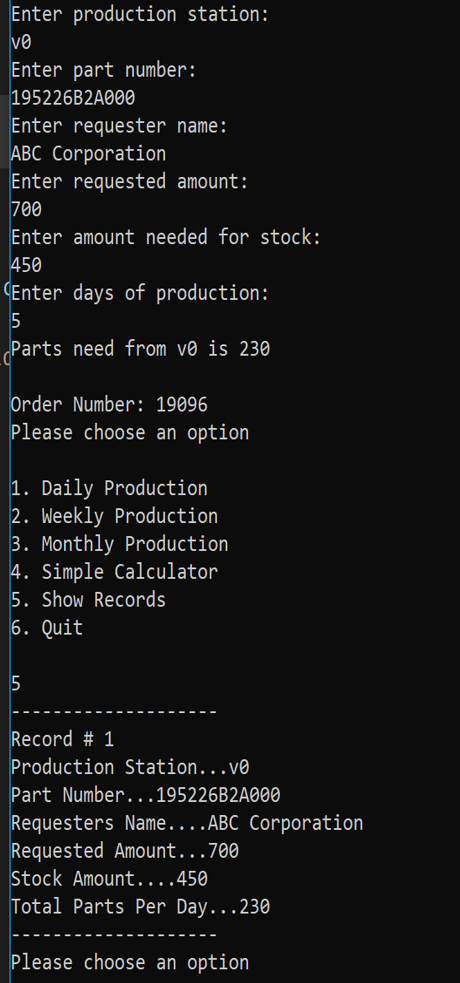 Enter production station:
v0
Enter part number:
195226B2A000
Enter requester name:
ABC Corporation
Enter requested amount:
700
Enter amount needed for stock:
450
Enter days of production:
5
Parts need from v0 is 230
Order Number: 19096
Please choose an option
1. Daily Production
2. Weekly Production
3. Monthly Production
4. Simple Calculator
5. Show Records
6. Quit
5
--------------------
Record # 1
Production Station...v0
Part Number...195226B2A000
Requesters Name....ABC Corporation
Requested Amount...700
Stock Amount....450
Total Parts Per Day...230
--------------------
Please choose an option